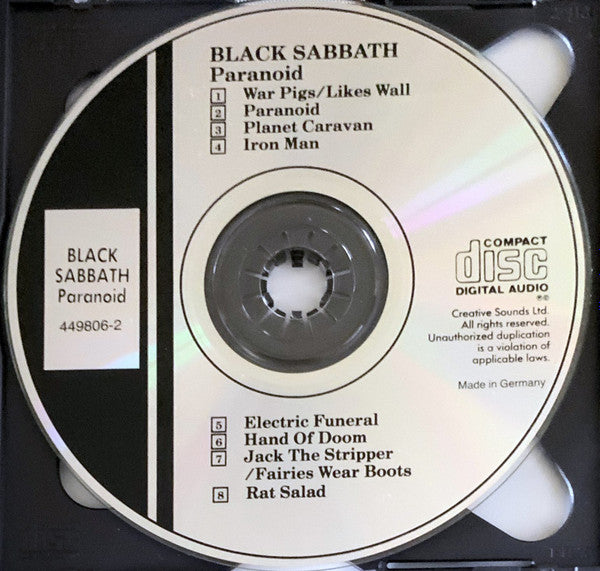 BLACK SABBATH
Paranoid
1 War Pigs/Likes Wall
2 Paranoid
3 Planet Caravan
4 Iron Man
BLACK
SABBATH
Paranoid
449806-2
COMPACT
disc
DIGITAL AUDIO
Creative Sounds Ltd.
All rights reserved.
Unauthorized duplication
is a violation of
applicable laws.
Made in Germany
5 Electric Funeral
6 Hand Of Doom
7 Jack The Stripper
/Fairies Wear Boots
8 Rat Salad